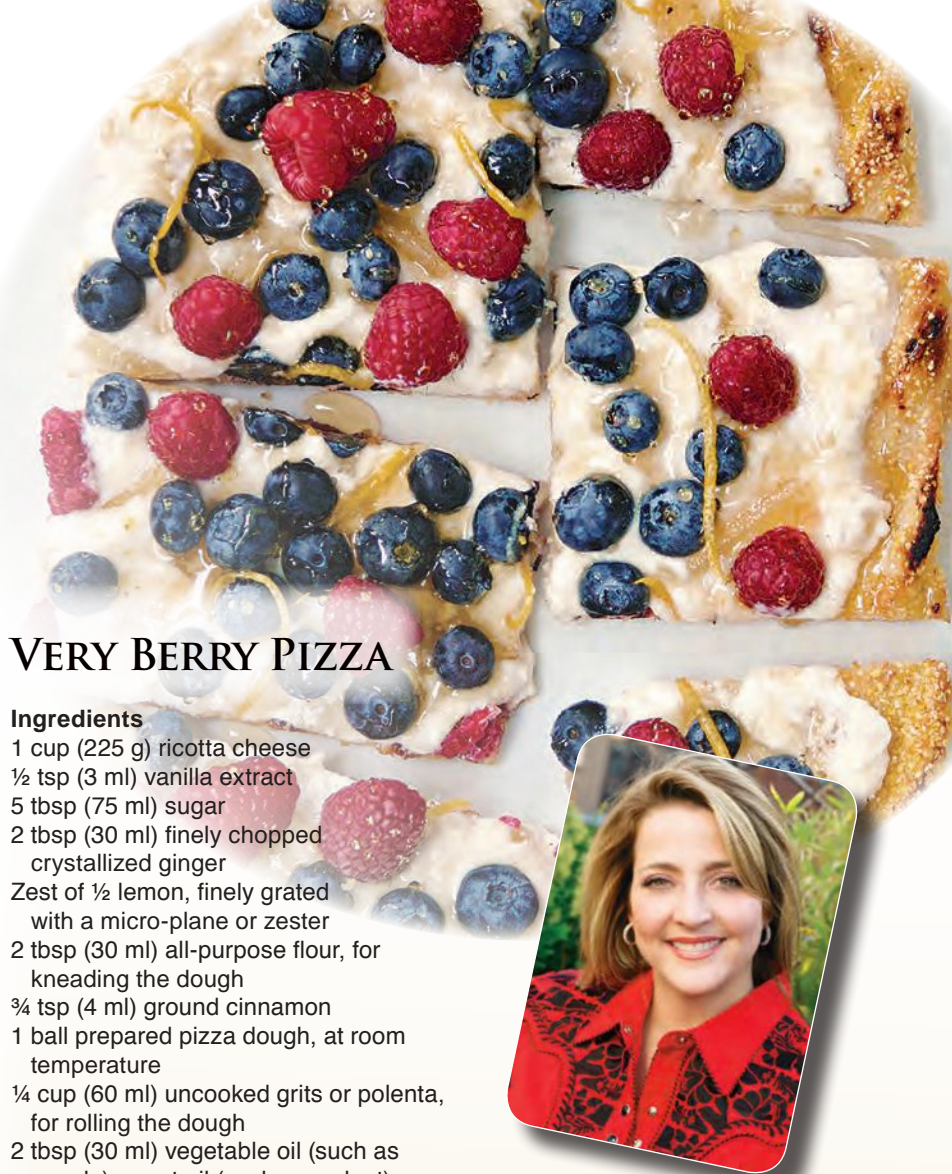 VERY BERRY PIZZA
Ingredients
1 cup (225 g) ricotta cheese
½ tsp (3 ml) vanilla extract
5 tbsp (75 ml) sugar
2 tbsp (30 ml) finely chopped
crystallized ginger
Zest of ½ lemon, finely grated
with a micro-plane or zester
2 tbsp (30 ml) all-purpose flour, for
kneading the dough
¾ tsp (4 ml) ground cinnamon
1 ball prepared pizza dough, at room
temperature
¼ cup (60 ml) uncooked grits or polenta,
for rolling the dough
2 tbsp (30 ml) vegetable oil (such as